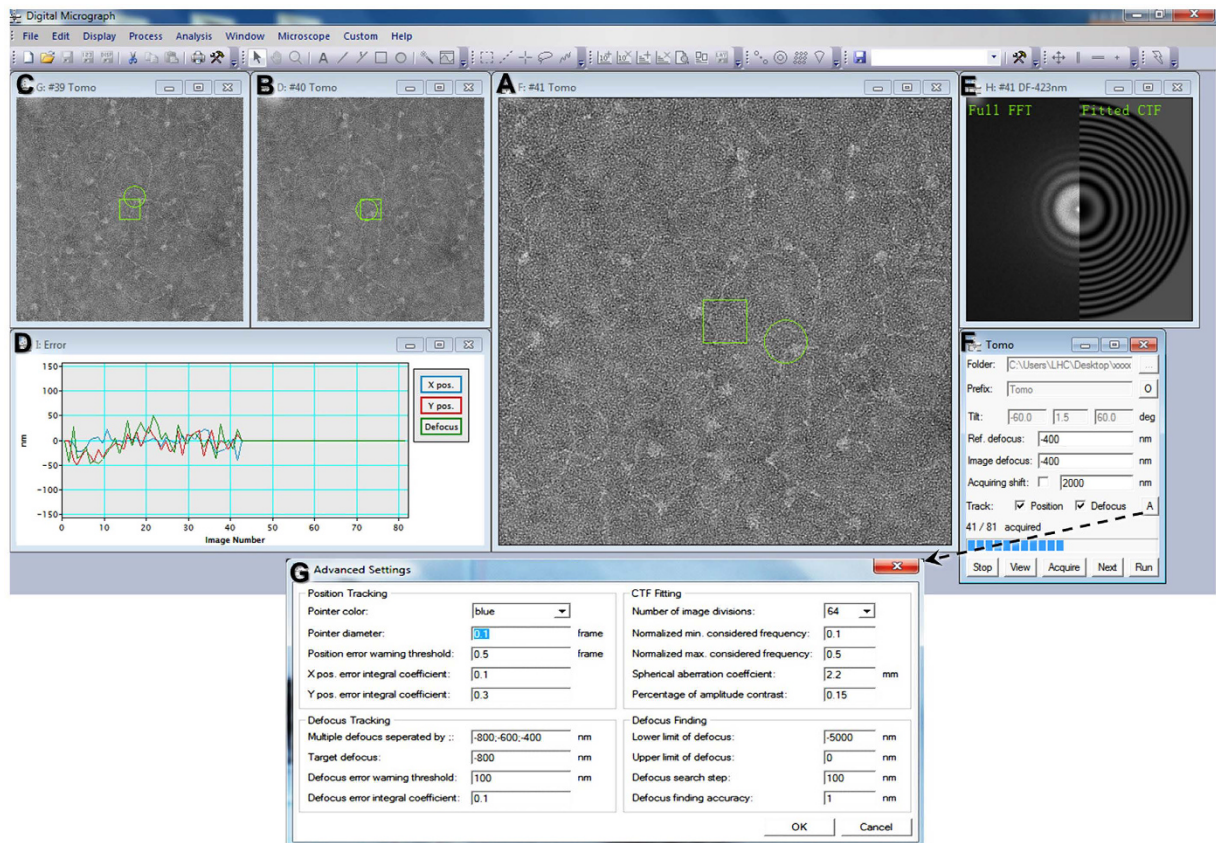 Digital Micrograph
File Edit Display Process Analysis Window Microscope Custom Help
C G: #39 Tomo
B D: #40 Tomo
A F: #41 Tomo
E H: #41 DF-423nm
Full FFT Fitted CTF
D I: Error
150
100
50
0
-50
-100
-150
nm
0 10 20 30 40 50 60 70 80
Image Number
X pos.
Y pos.
Defocus
F Tomo
Folder: C:\Users\LHC\Desktop\xxxx ...
Prefix: Tomo O
Tilt: -60.0 1.5 60.0 deg
Ref. defocus: -400 nm
Image defocus: -400 nm
Acquiring shift: 2000 nm
Track: Position Defocus A
41 / 81 acquired
Stop View Acquire Next Run
G Advanced Settings
Position Tracking
Pointer color: blue
Pointer diameter: 0.1 frame
Position error warning threshold: 0.5 frame
X pos. error integral coefficient: 0.1
Y pos. error integral coefficient: 0.3
CTF Fitting
Number of image divisions: 64
Normalized min. considered frequency: 0.1
Normalized max. considered frequency: 0.5
Spherical aberration coeffcient: 2.2 mm
Percentage of amplitude contrast: 0.15
Defocus Tracking
Multiple defoucs seperated by ;: -800;-600;-400 nm
Target defocus: -800 nm
Defocus error warning threshold: 100 nm
Defocus error integral coefficient: 0.1
Defocus Finding
Lower limit of defocus: -5000 nm
Upper limit of defocus: 0 nm
Defocus search step: 100 nm
Defocus finding accuracy: 1 nm
OK Cancel